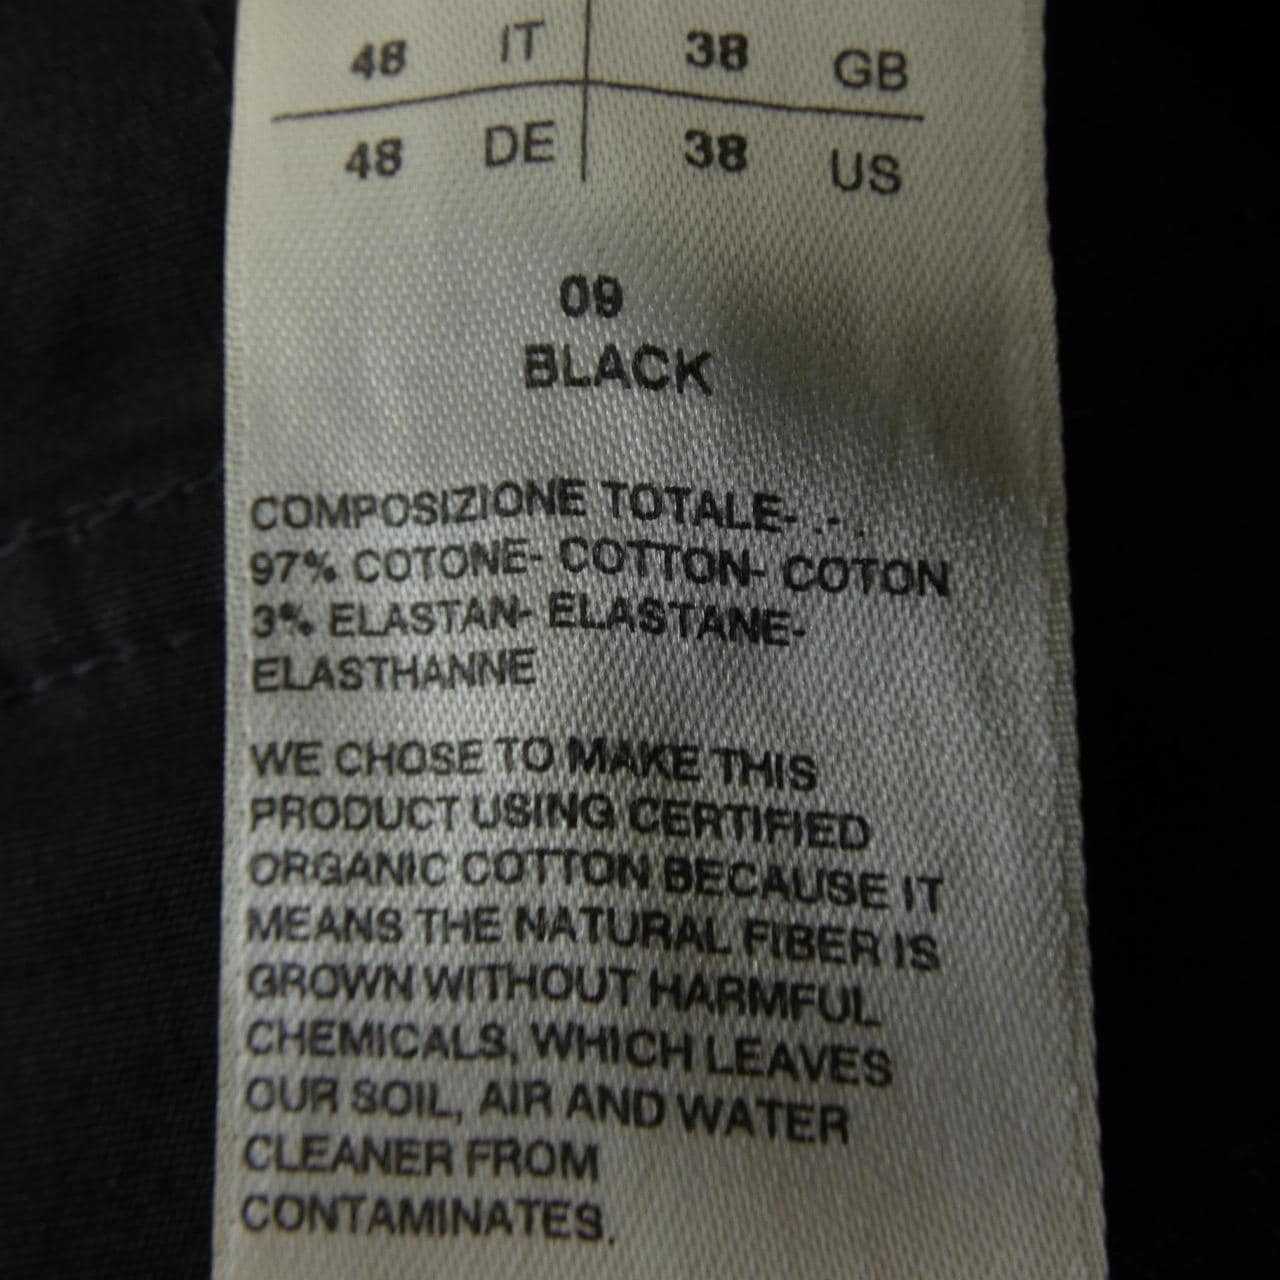 48 IT 38 GB
48 DE 38 US
09
BLACK
COMPOSIZIONE TOTALE- .- .
97% COTONE- COTTON- COTON
3% ELASTAN- ELASTANE-
ELASTHANNE
WE CHOSE TO MAKE THIS
PRODUCT USING CERTIFIED
ORGANIC COTTON BECAUSE IT
MEANS THE NATURAL FIBER IS
GROWN WITHOUT HARMFUL
CHEMICALS, WHICH LEAVES
OUR SOIL, AIR AND WATER
CLEANER FROM
CONTAMINATES.